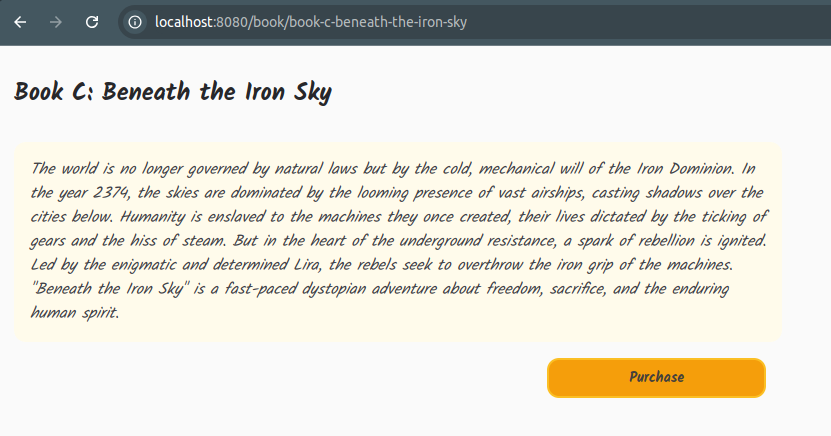 localhost:8080/book/book-c-beneath-the-iron-sky
Book C: Beneath the Iron Sky
The world is no longer governed by natural laws but by the cold, mechanical will of the Iron Dominion. In
the year 2374, the skies are dominated by the looming presence of vast airships, casting shadows over the
cities below. Humanity is enslaved to the machines they once created, their lives dictated by the ticking of
gears and the hiss of steam. But in the heart of the underground resistance, a spark of rebellion is ignited.
Led by the enigmatic and determined Lira, the rebels seek to overthrow the iron grip of the machines.
"Beneath the Iron Sky" is a fast-paced dystopian adventure about freedom, sacrifice, and the enduring
human spirit.
Purchase